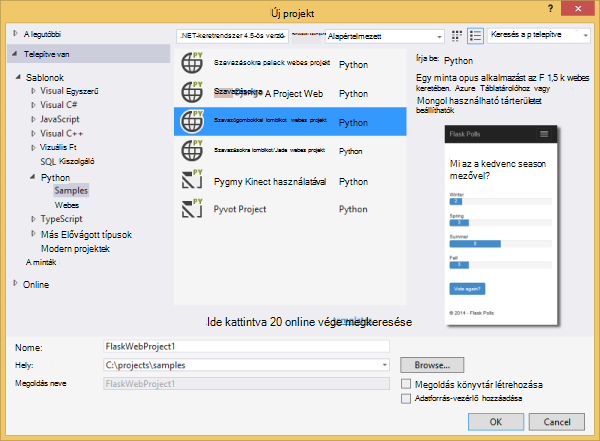 Új projekt
A legutóbbi
.NET-keretrendszer 4.5-ös verzió
Alapértelmezett
Keresés a p telepítve
Telepítve van
Sablonok
Visual Egyszerű
Visual C#
JavaScript
Visual C++
Vizuális Ft
SQL Kiszolgáló
Python
Samples
Webes
TypeScript
Más Elővágott típusok
Modern projektek
A minták
Online
Szavazásokra palack webes projekt Python
A Project Web Python
Szavazógombokkal lombikot webes projekt Python
Szavazásokra lombikot/Jade webes projekt Python
Pygmy Kinect használatával Python
Pyvot Project Python
Ide kattintva 20 online vége megkeresése
Írja be: Python
Egy minta opus alkalmazást az F 1,5 k webes
keretében. Azure Táblatárolóhoz vagy
Mongol használható tárterületet
beállíthatók
Flask Polls
Mi az a kedvenc season
mezővel?
Winter
2
Spring
3
Summer
8
Fall
3
Vote again?
© 2014 - Flask Polls
Nome:
FlaskWebProject1
Hely:
C:\projects\samples
Browse...
Megoldás neve
FlaskWebProject1
Megoldás könyvtár létrehozása
Adatforrás-vezérlő hozzáadása
OK
Cancel